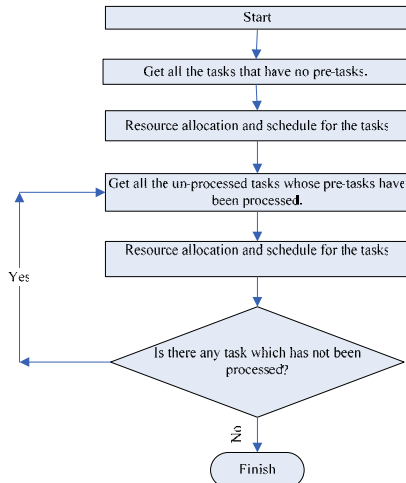 Start
Get all the tasks that have no pre-tasks.
Resource allocation and schedule for the tasks
Get all the un-processed tasks whose pre-tasks have
been processed.
Resource allocation and schedule for the tasks
Yes
Is there any task which has not been
processed?
No
Finish